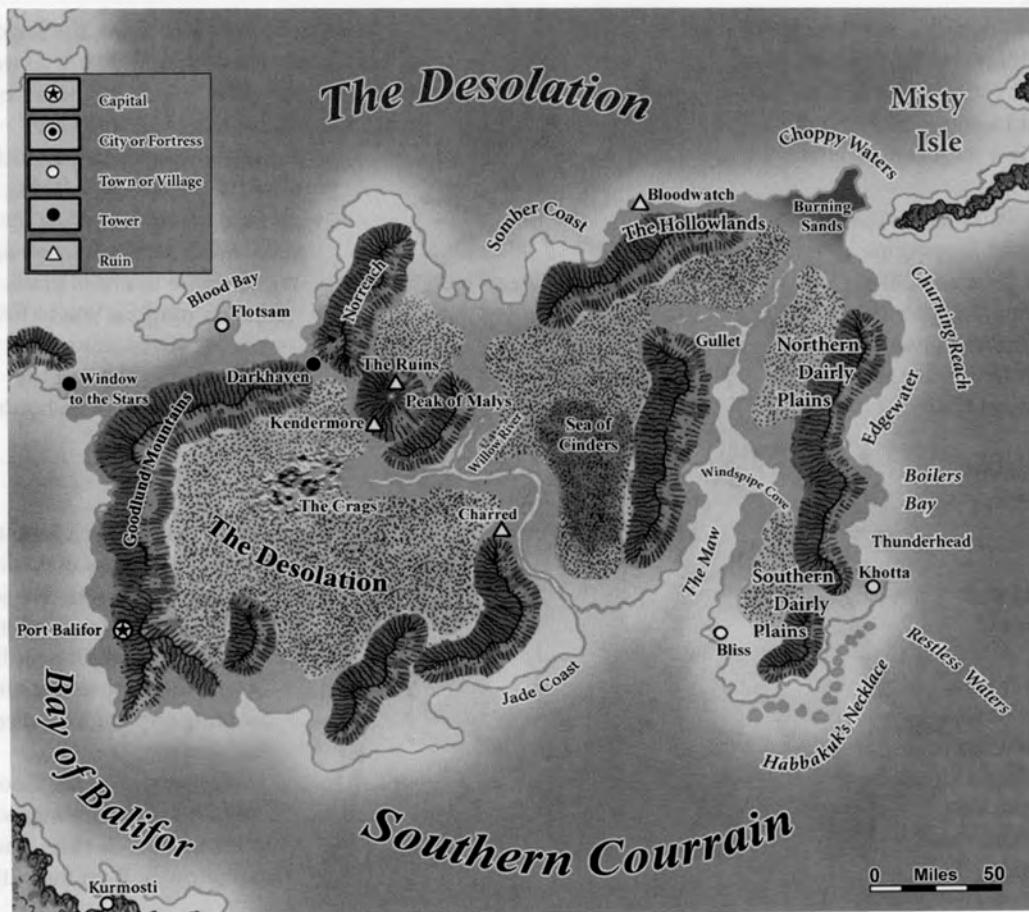 The Desolation
Misty
Isle
Capital
City or Fortress
Town or Village
Tower
Ruin
Choppy Waters
Bloodwatch
Burning
Sands
The Hollowlands
Somber Coast
Blood Bay
Flotsam
Norreach
Churning Reach
Gullet
Northern
Dairly
Plains
Window
to the Stars
Darkhaven
The Ruins
Peak of Malys
Kendermore
Willow River
Sea of
Cinders
Edgewater
Goodlund Mountains
Windspipe Cove
Boilers
Bay
The Crags
Charred
The Desolation
The Maw
Thunderhead
Khotta
Southern
Dairly
Plains
Port Balifor
Bliss
Restless Waters
Jade Coast
Habbakuk's Necklace
Bay of Balifor
Southern Courrain
Kurmosti
0 Miles 50